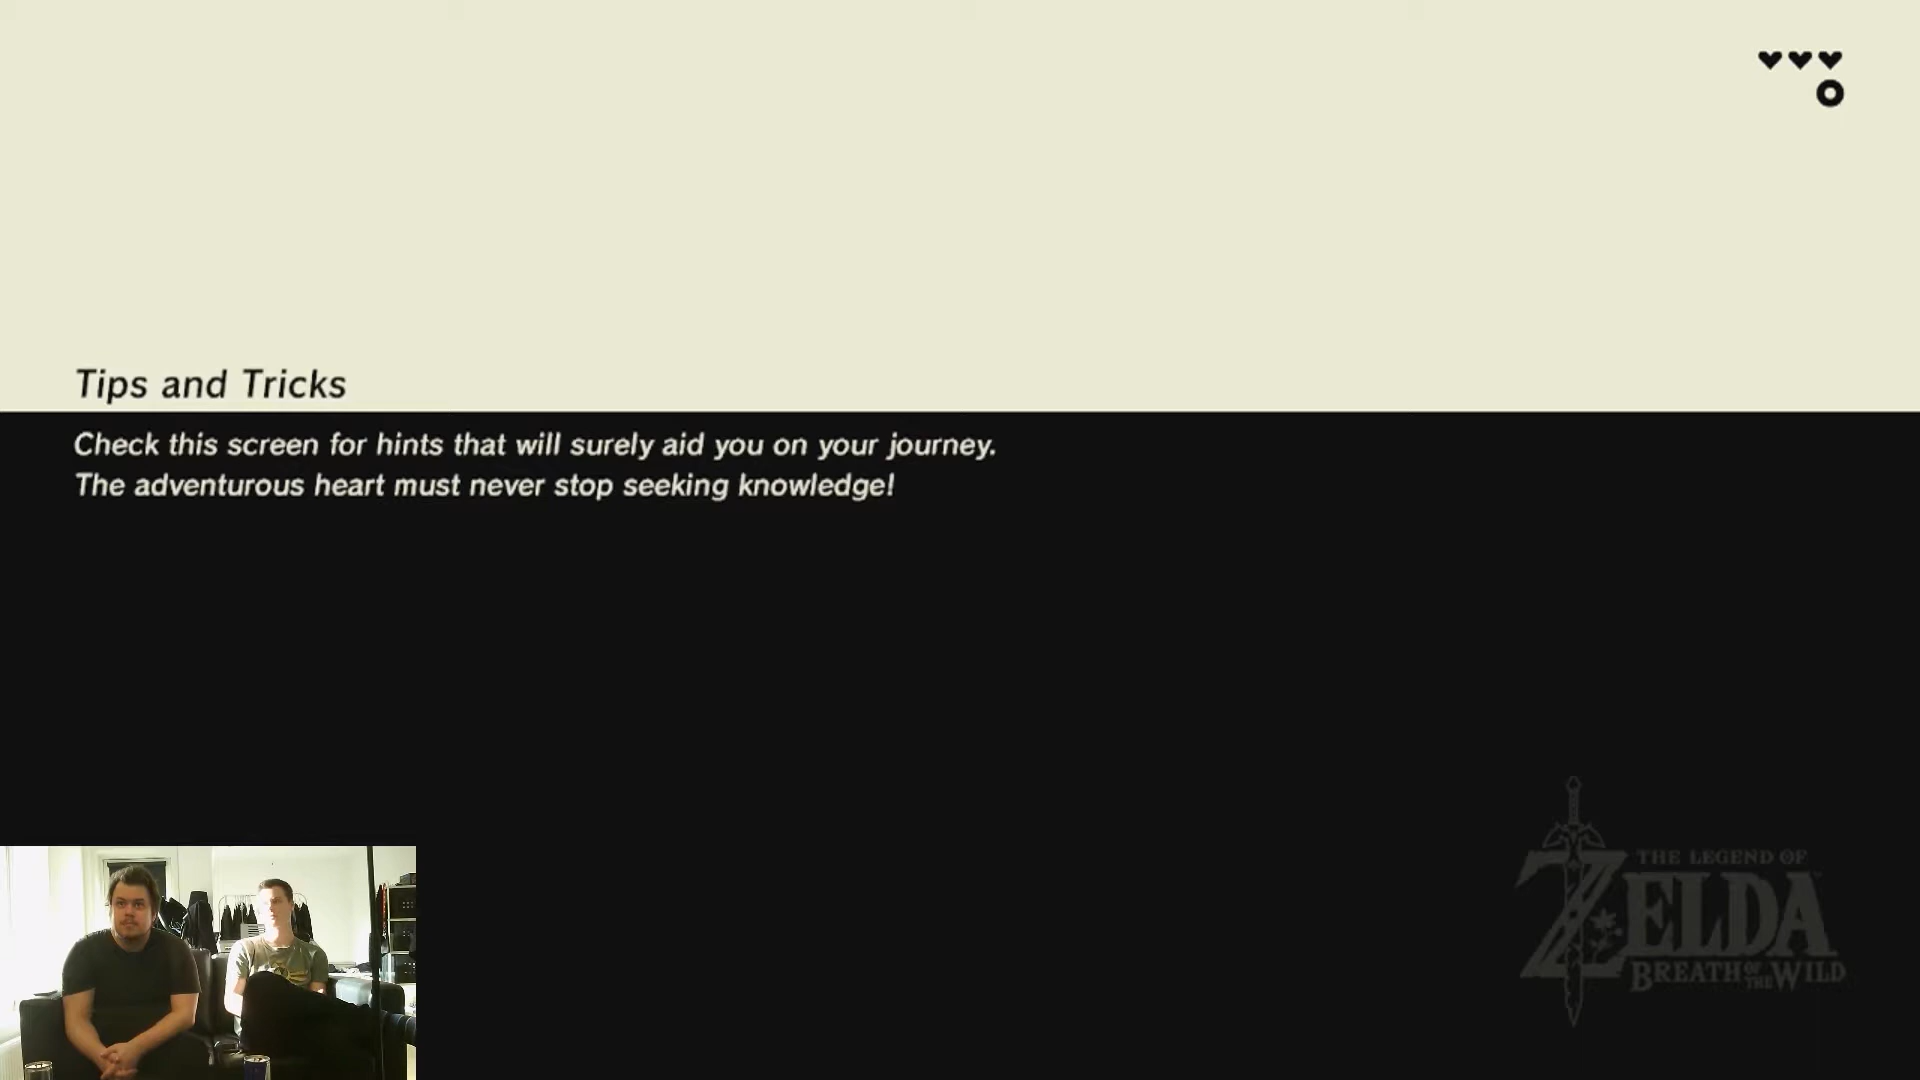 Tips and Tricks
Check this screen for hints that will surely aid you on your journey.
The adventurous heart must never stop seeking knowledge!
THE LEGEND OF
ZELDA
BREATH OF THE WILD